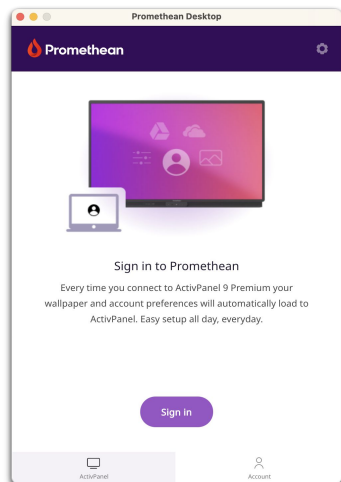 Promethean Desktop
Promethean
Sign in to Promethean
Every time you connect to ActivPanel 9 Premium your
wallpaper and account preferences will automatically load to
ActivPanel. Easy setup all day, everyday.
Sign in
ActivPanel
Account